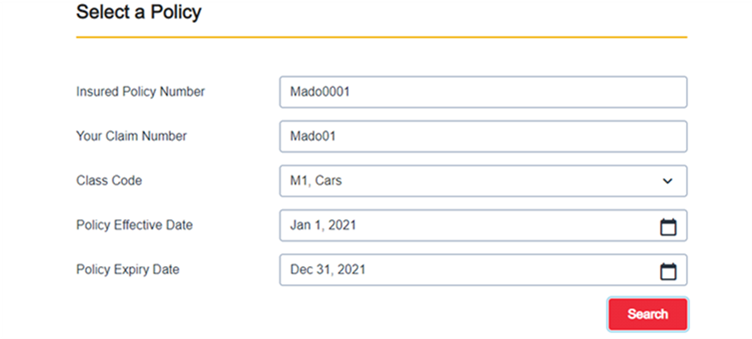 Select a Policy
Insured Policy Number Mado0001
Your Claim Number Mado01
Class Code M1, Cars
Policy Effective Date Jan 1, 2021
Policy Expiry Date Dec 31, 2021
Search